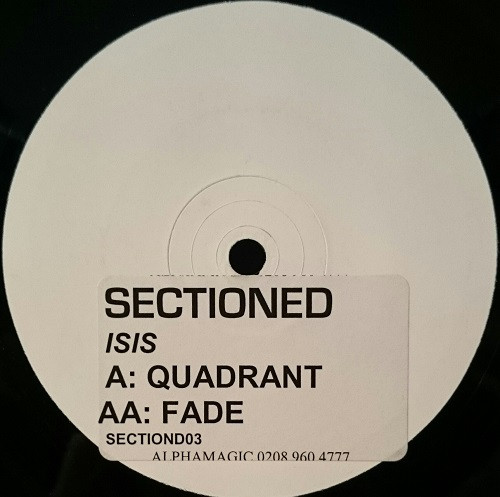 SECTIONED
ISIS
A: QUADRANT
AA: FADE
SECTIOND03
ALPHAMAGIC 0208 960 4777